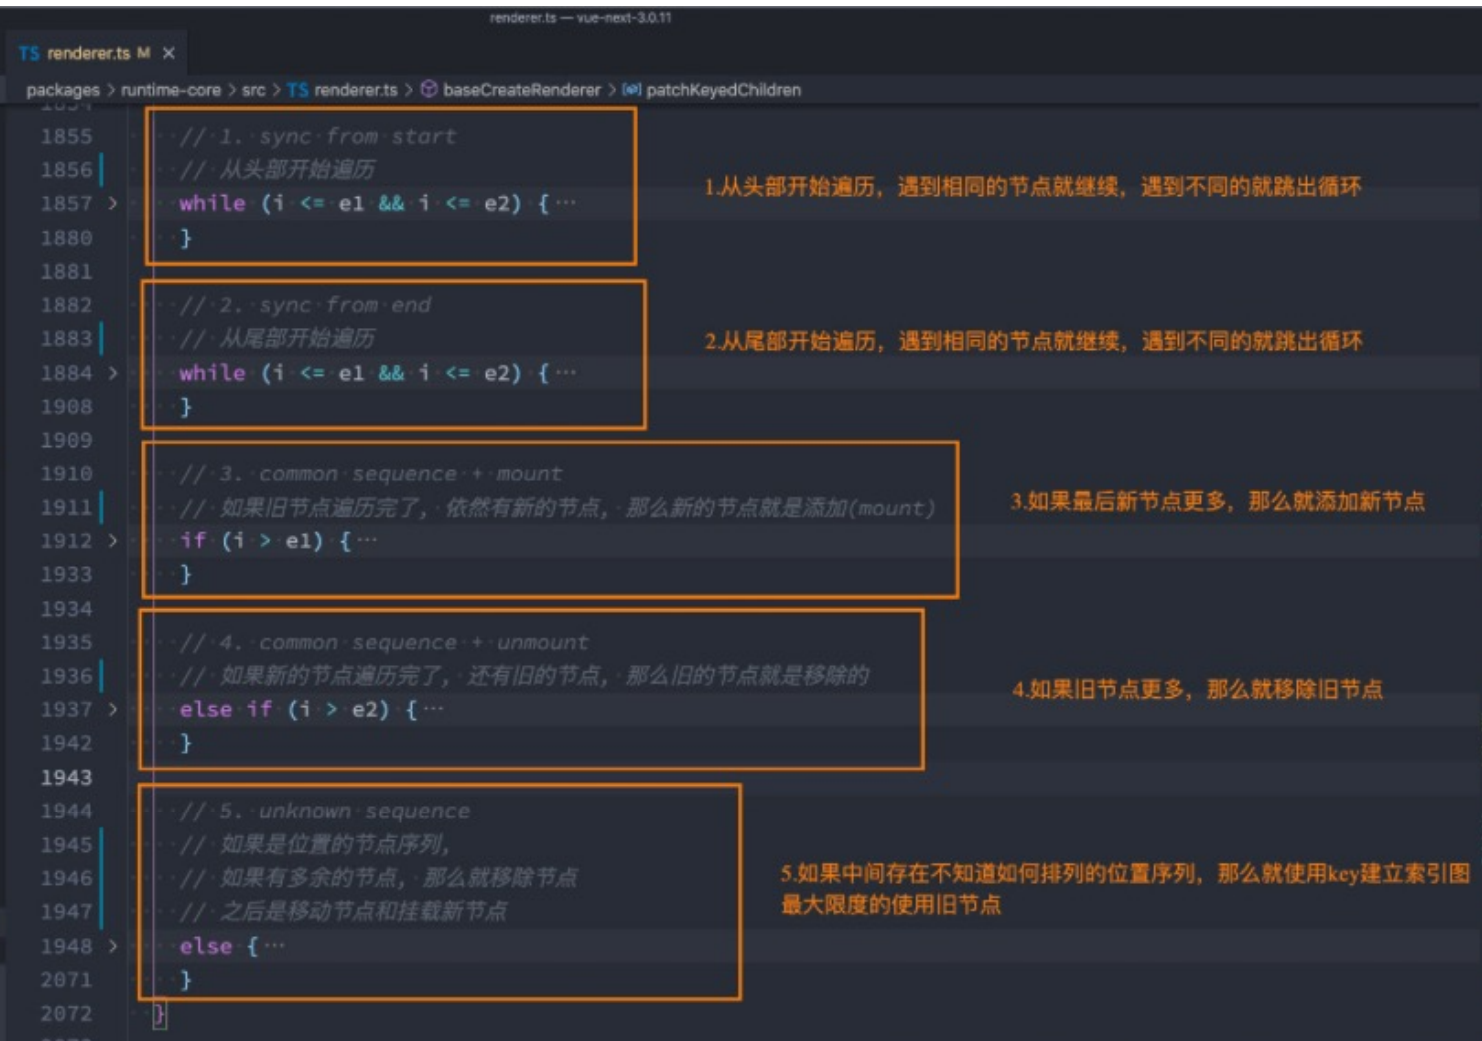 renderer.ts — vue-next-3.0.11
TS renderer.ts M ×
packages > runtime-core > src > TS renderer.ts > baseCreateRenderer > patchKeyedChildren
1854
1855 // 1. sync from start
1856 // 从头部开始遍历
1.从头部开始遍历，遇到相同的节点就继续，遇到不同的就跳出循环
1857 > while (i <= e1 && i <= e2) { ···
1880 }
1881
1882 // 2. sync from end
1883 // 从尾部开始遍历
2.从尾部开始遍历，遇到相同的节点就继续，遇到不同的就跳出循环
1884 > while (i <= e1 && i <= e2) { ···
1908 }
1909
1910 // 3. common sequence + mount
1911 // 如果旧节点遍历完了, 依然有新的节点, 那么新的节点就是添加(mount)
3.如果最后新节点更多，那么就添加新节点
1912 > if (i > e1) { ···
1933 }
1934
1935 // 4. common sequence + unmount
1936 // 如果新的节点遍历完了, 还有旧的节点, 那么旧的节点就是移除的
4.如果旧节点更多，那么就移除旧节点
1937 > else if (i > e2) { ···
1942 }
1943
1944 // 5. unknown sequence
1945 // 如果是位置的节点序列,
1946 // 如果有多余的节点, 那么就移除节点
5.如果中间存在不知道如何排列的位置序列，那么就使用key建立索引图
1947 // 之后是移动节点和挂载新节点
最大限度的使用旧节点
1948 > else { ···
2071 }
2072 }